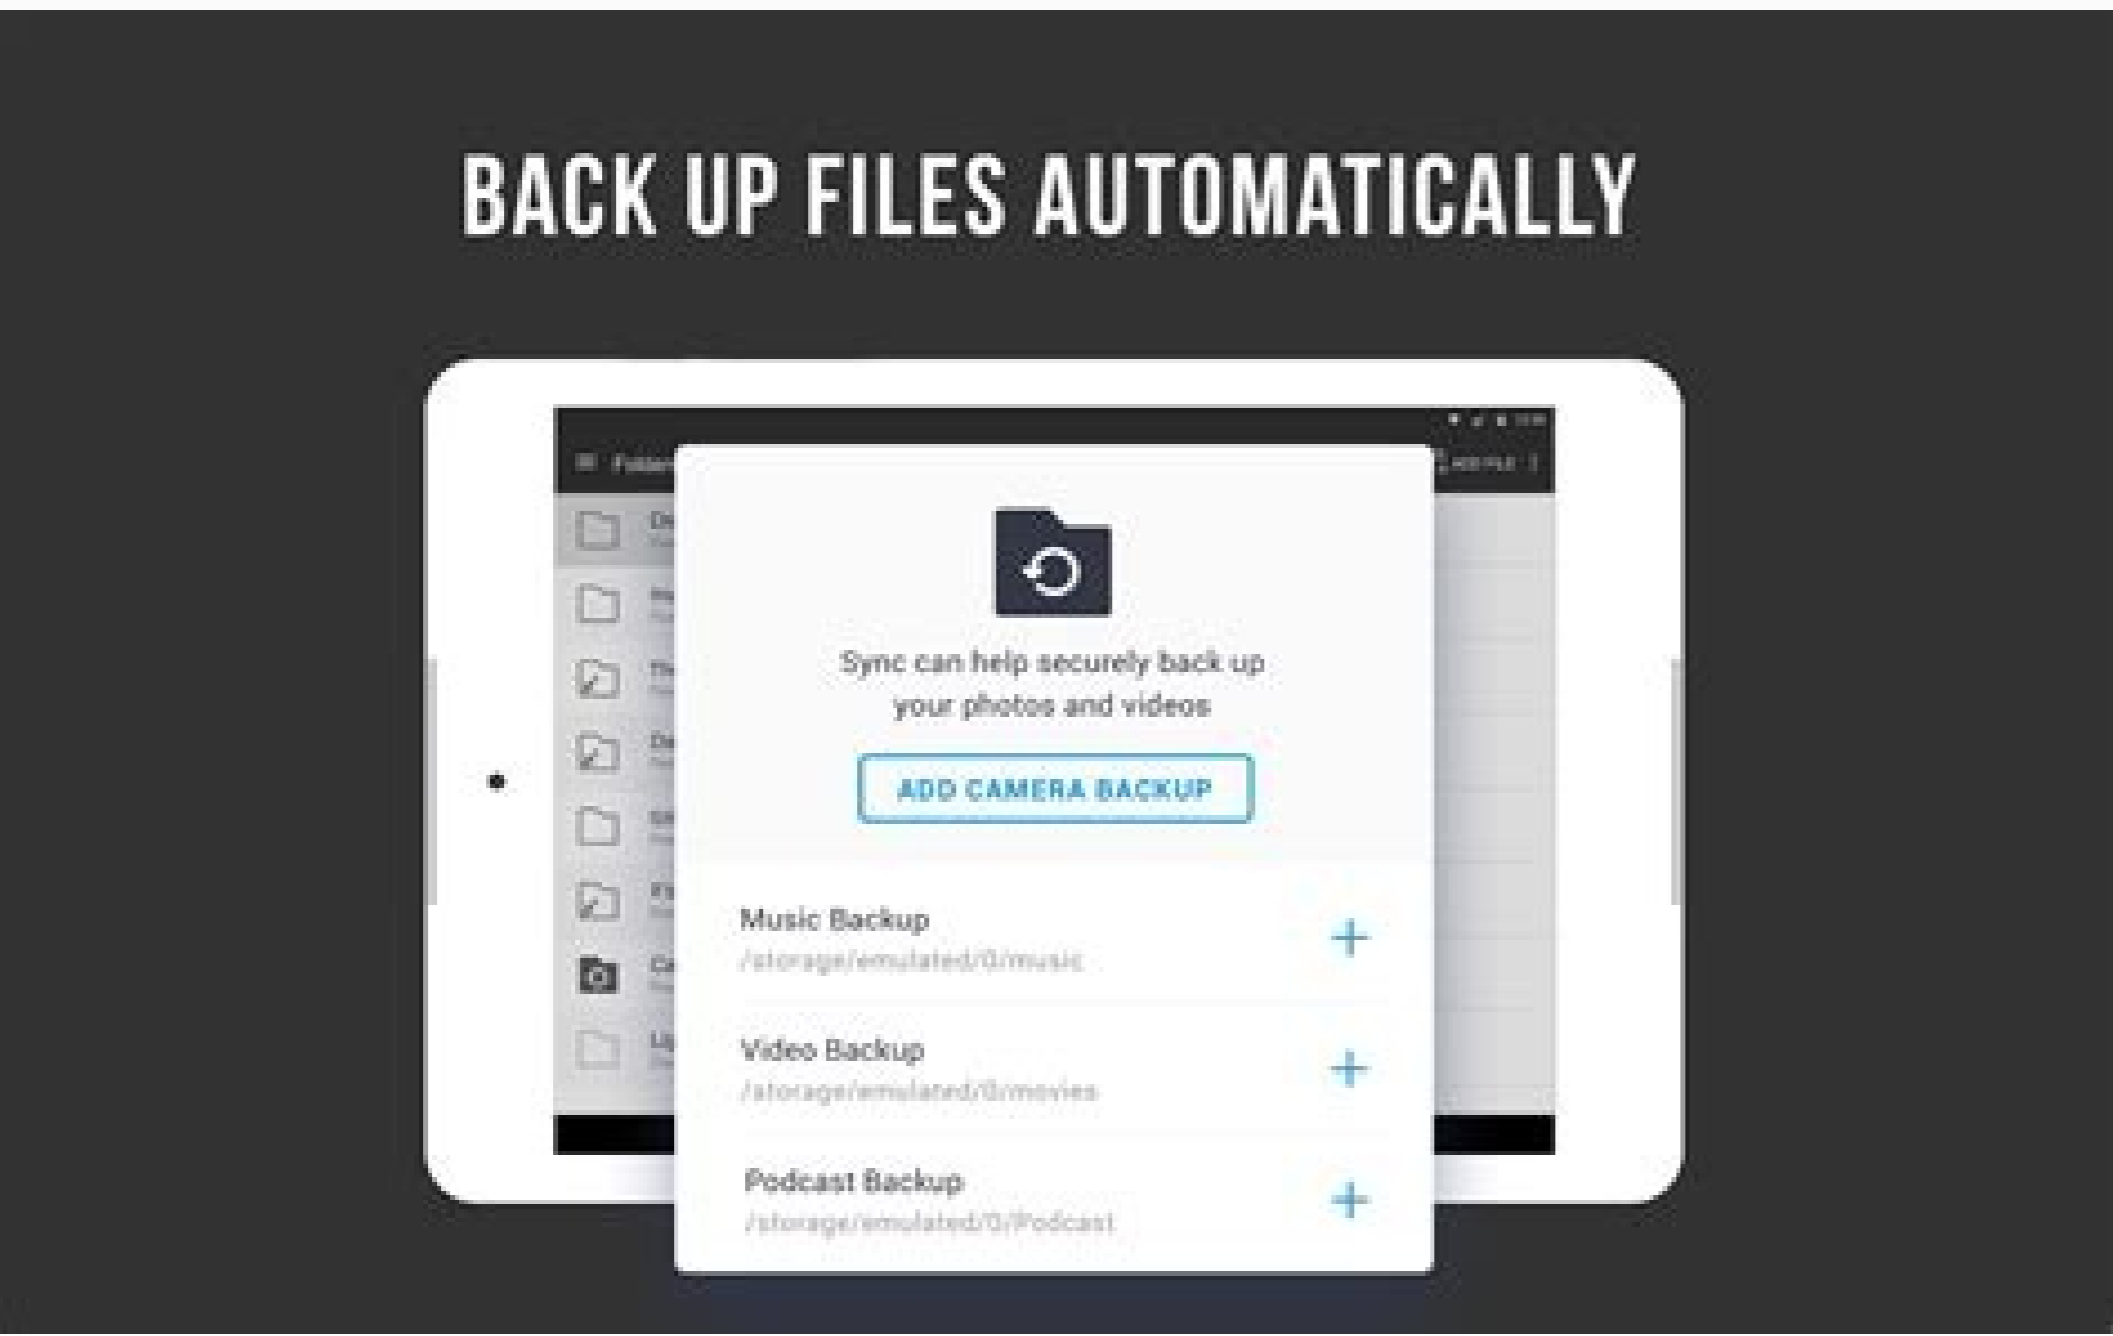 BACK UP FILES AUTOMATICALLY
Folders
Sync can help securely back up
your photos and videos
ADD CAMERA BACKUP
Music Backup
/storage/emulated/0/music
Video Backup
/storage/emulated/0/movies
Podcast Backup
/storage/emulated/0/Podcast